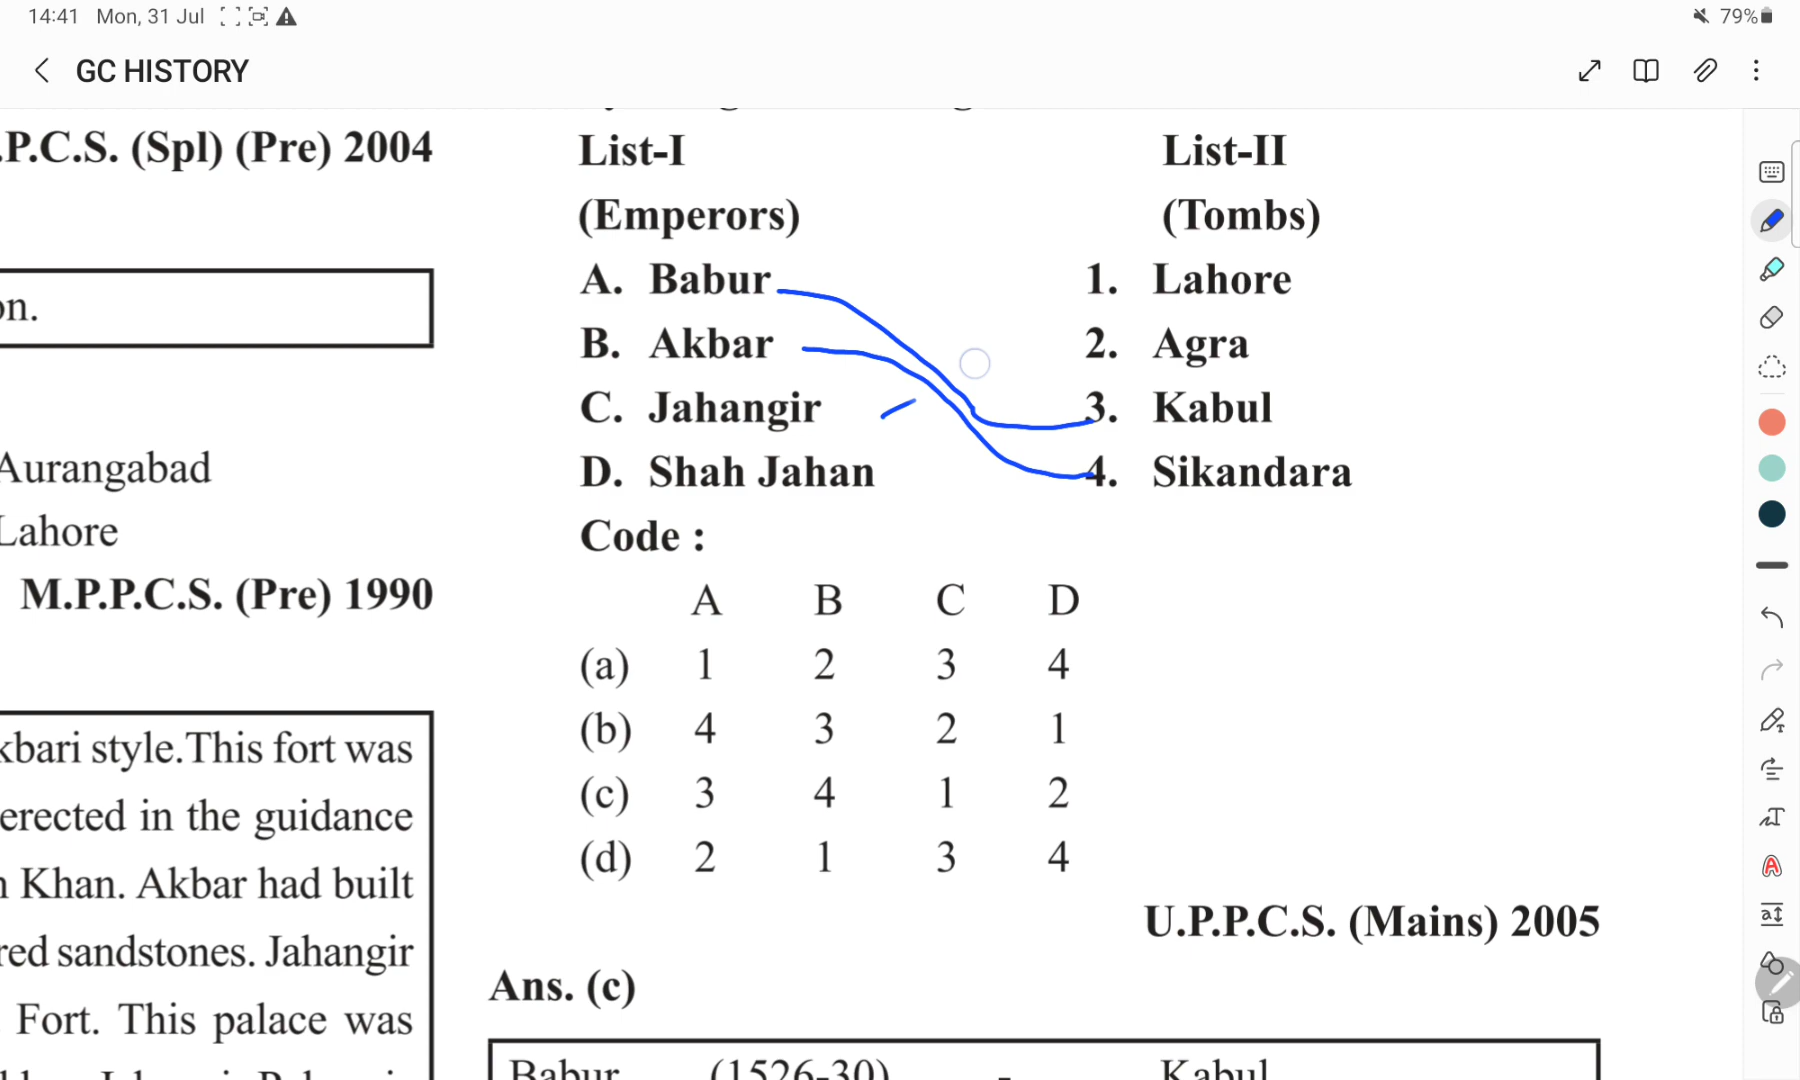 14:41 Mon, 31 Jul
79%
GC HISTORY
.P.C.S. (Spl) (Pre) 2004
on.
Aurangabad
Lahore
M.P.P.C.S. (Pre) 1990
kbari style.This fort was
erected in the guidance
n Khan. Akbar had built
red sandstones. Jahangir
Fort. This palace was
List-I List-II
(Emperors) (Tombs)
A. Babur 1. Lahore
B. Akbar 2. Agra
C. Jahangir 3. Kabul
D. Shah Jahan 4. Sikandara
Code :
A B C D
(a) 1 2 3 4
(b) 4 3 2 1
(c) 3 4 1 2
(d) 2 1 3 4
U.P.P.C.S. (Mains) 2005
Ans. (c)
Babur (1526-30) - Kabul